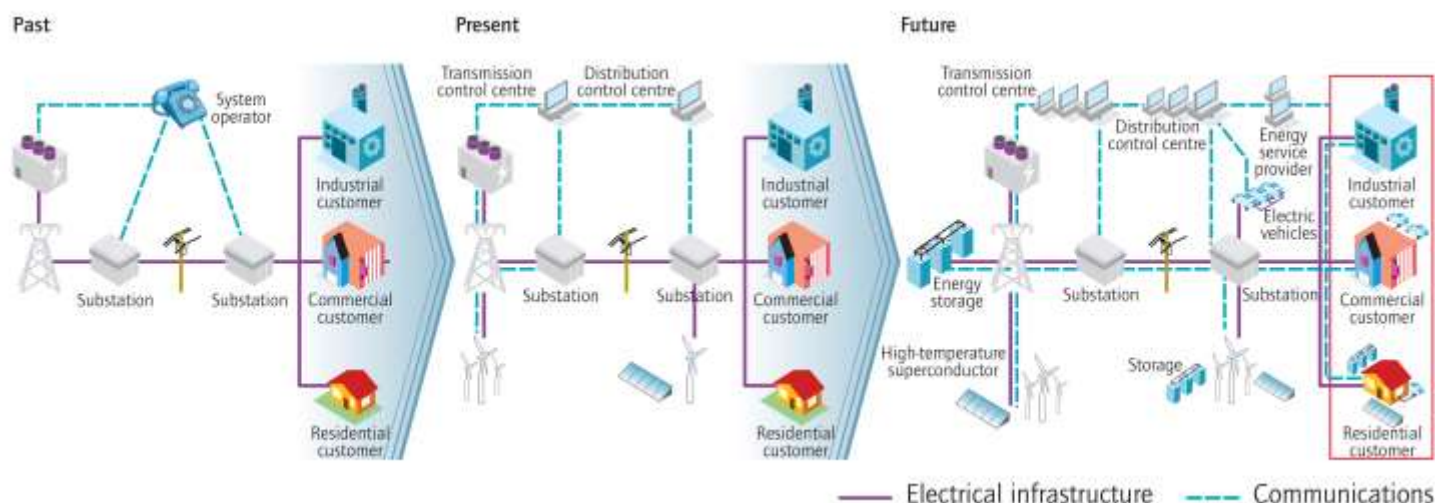 Past
System
operator
Substation
Substation
Industrial
customer
Commercial
customer
Residential
customer
Present
Transmission
control centre
Distribution
control centre
Substation
Substation
Industrial
customer
Commercial
customer
Residential
customer
Future
Transmission
control centre
Distribution
control centre
Energy
service
provider
Electric
vehicles
Energy
storage
Substation
Substation
High-temperature
superconductor
Storage
Industrial
customer
Commercial
customer
Residential
customer
Electrical infrastructure
Communications